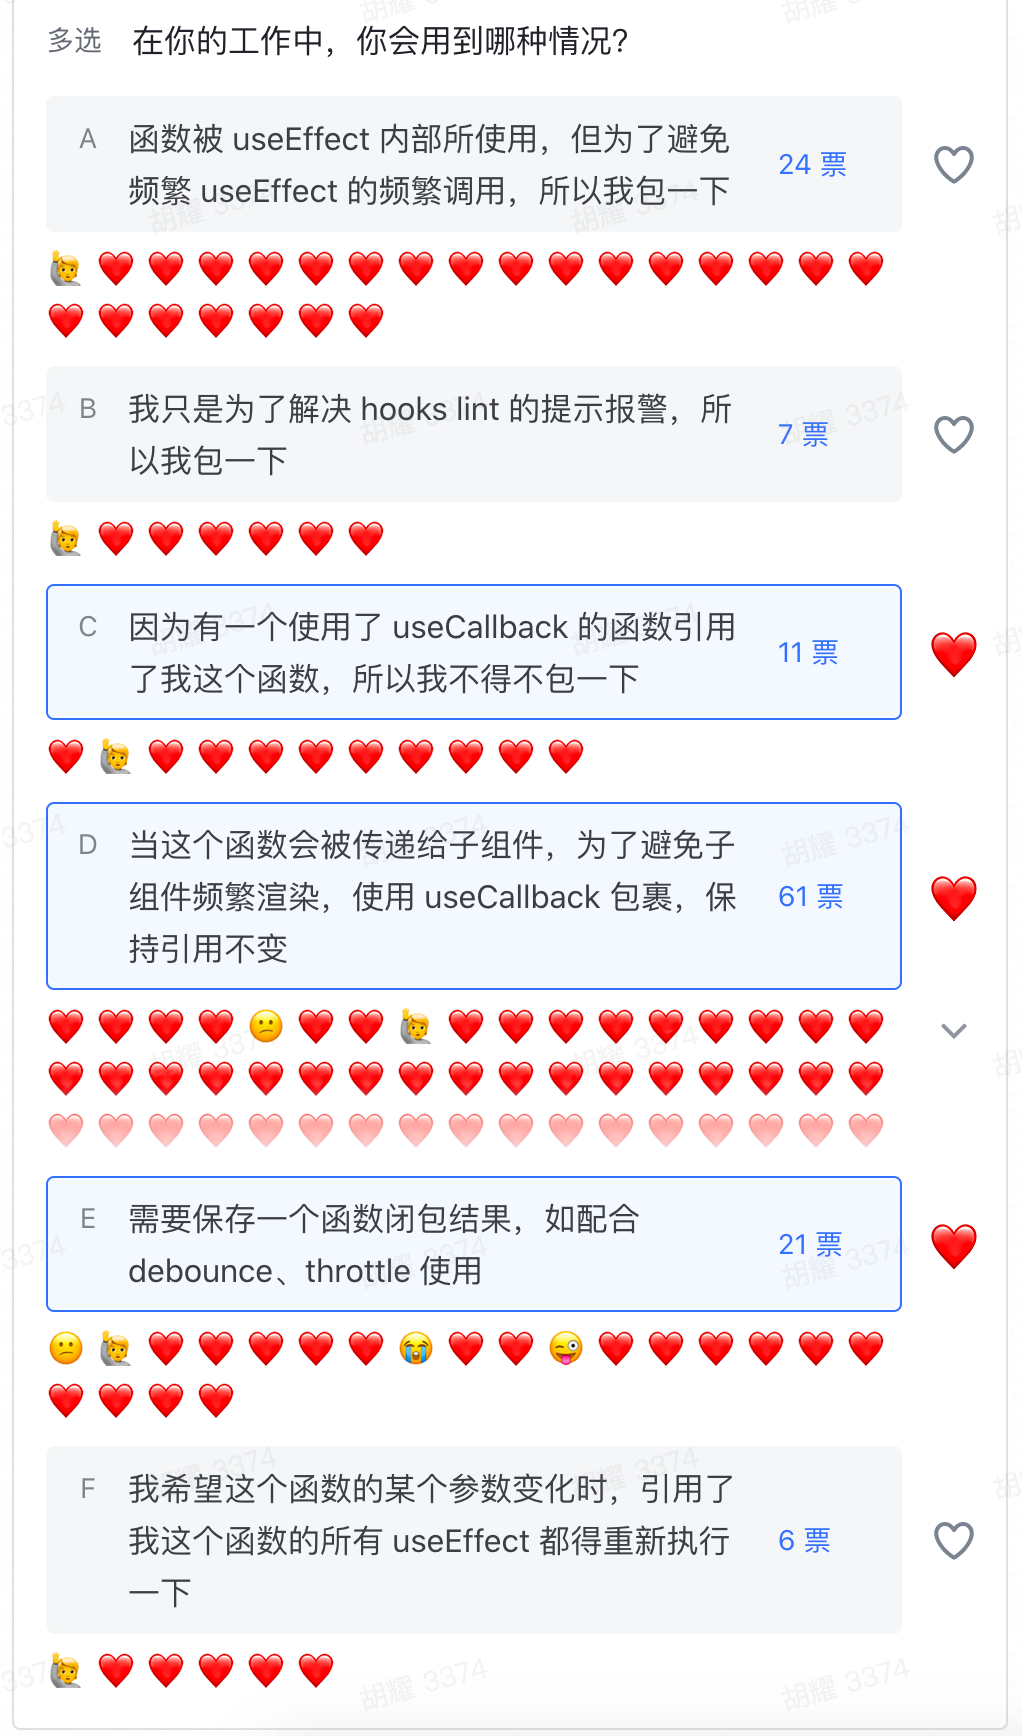 多选 在你的工作中，你会用到哪种情况？
A 函数被 useEffect 内部所使用，但为了避免
频繁 useEffect 的频繁调用，所以我包一下
24 票
B 我只是为了解决 hooks lint 的提示报警，所
以我包一下
7 票
C 因为有一个使用了 useCallback 的函数引用
了我这个函数，所以我不得不包一下
11 票
D 当这个函数会被传递给子组件，为了避免子
组件频繁渲染，使用 useCallback 包裹，保
持引用不变
61 票
E 需要保存一个函数闭包结果，如配合
debounce、throttle 使用
21 票
F 我希望这个函数的某个参数变化时，引用了
我这个函数的所有 useEffect 都得重新执行
一下
6 票
胡耀 3374